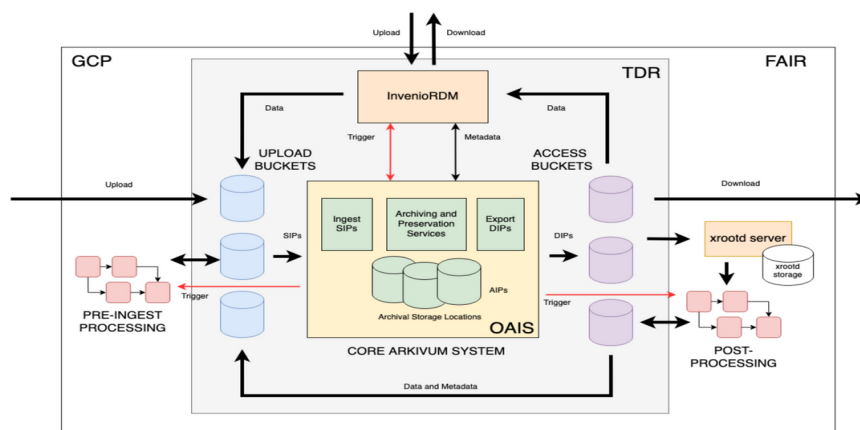 Upload
Download
GCP
TDR
FAIR
InvenioRDM
Data
Data
Trigger
Metadata
UPLOAD
BUCKETS
ACCESS
BUCKETS
Upload
Download
Ingest
SIPs
Archiving and
Preservation
Services
Export
DIPs
SIPs
DIPs
xrootd server
xrootd
storage
AIPs
Trigger
Trigger
Archival Storage Locations
OAIS
PRE-INGEST
PROCESSING
CORE ARKIVUM SYSTEM
POST-
PROCESSING
Data and Metadata